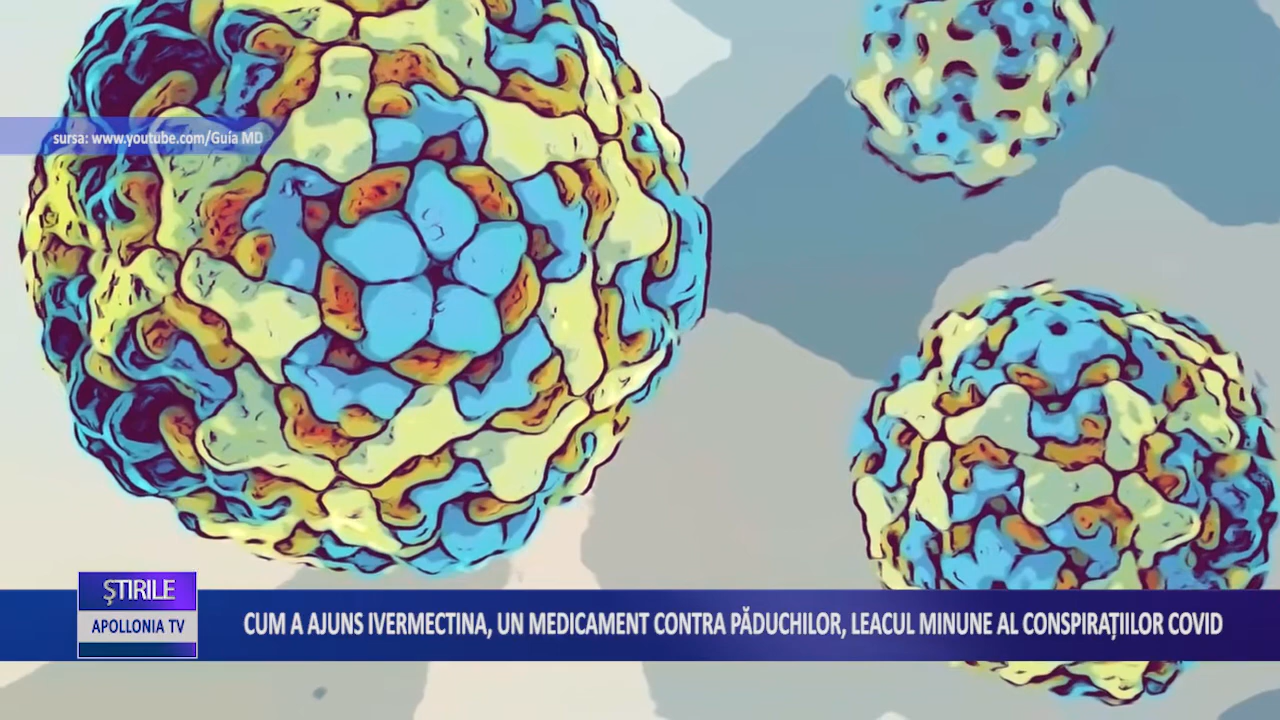 sursa: www.youtube.com/Guía MD
ŞTIRILE
APOLLONIA TV
CUM A AJUNS IVERMECTINA, UN MEDICAMENT CONTRA PĂDUCHILOR, LEACUL MINUNE AL CONSPIRAȚIILOR COVID